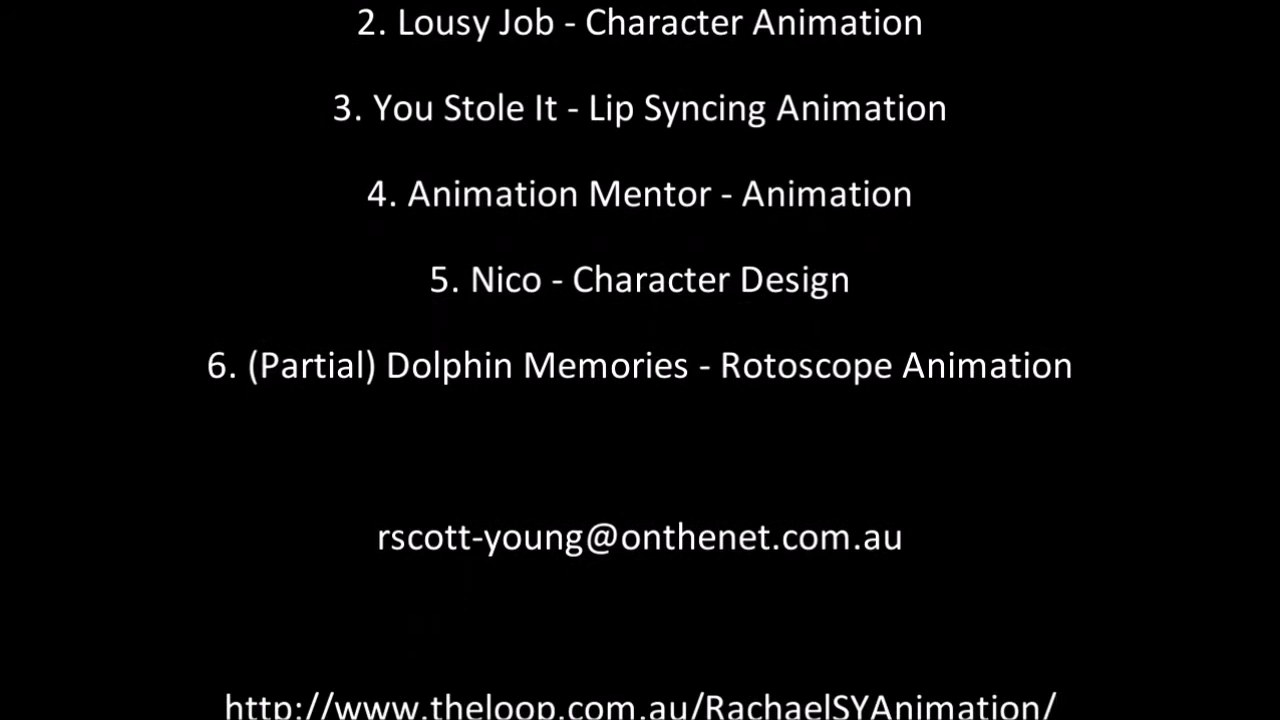 2. Lousy Job - Character Animation
3. You Stole It - Lip Syncing Animation
4. Animation Mentor - Animation
5. Nico - Character Design
6. (Partial) Dolphin Memories - Rotoscope Animation
rscott-young@onthenet.com.au
http://www.theloop.com.au/RachaelSYAnimation/